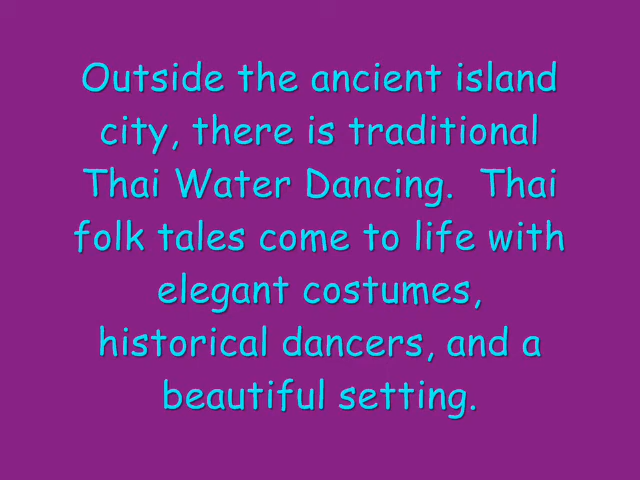 Outside the ancient island
city, there is traditional
Thai Water Dancing.  Thai
folk tales come to life with
elegant costumes,
historical dancers, and a
beautiful setting.